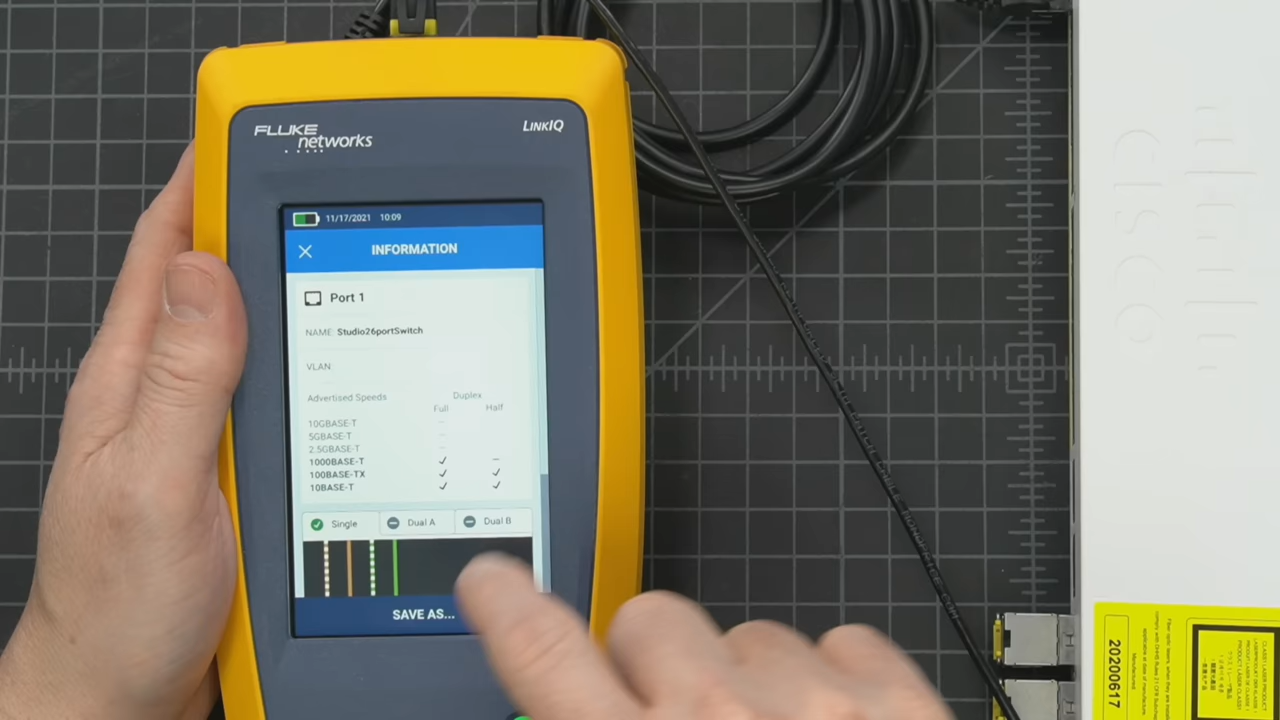 FLUKE
networks
LINKIQ
11/17/2021 10:09
INFORMATION
Port 1
NAME: Studio26portSwitch
VLAN
Advertised Speeds
Duplex
Full
Half
10GBASE-T
5GBASE-T
2.5GBASE-T
1000BASE-T
100BASE-TX
10BASE-T
Single
Dual A
Dual B
SAVE AS...
CISCO
20200617